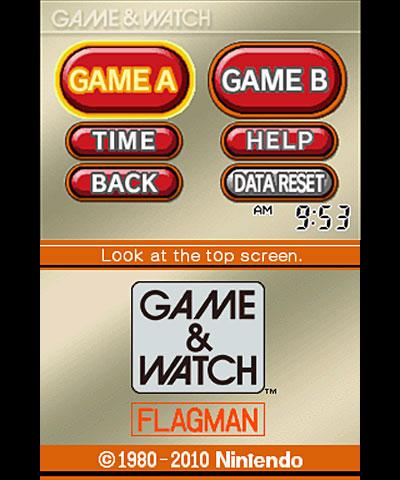 GAME & WATCH
GAME A GAME B
TIME HELP
BACK DATA RESET
AM 9:53
Look at the top screen.
GAME
&
WATCH
TM
FLAGMAN
© 1980-2010 Nintendo